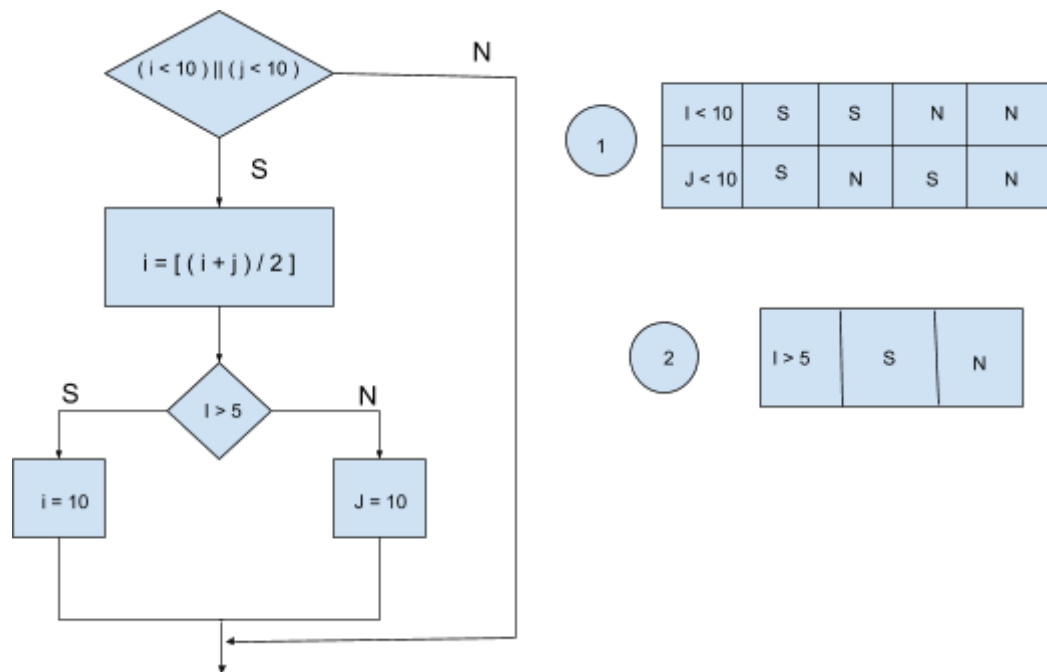 ( i < 10 ) || ( j < 10 )
N
S
i = [ ( i + j ) / 2 ]
S
I > 5
N
i = 10
J = 10
1
I < 10 S S N N
J < 10 S N S N
2
I > 5 S N